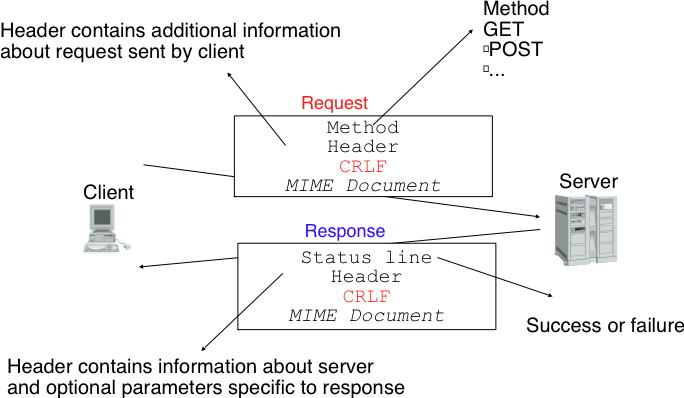 Header contains additional information
about request sent by client
Method
GET
▯POST
▯...
Request
Method
Header
CRLF
MIME Document
Client
Server
Response
Status line
Header
CRLF
MIME Document
Success or failure
Header contains information about server
and optional parameters specific to response